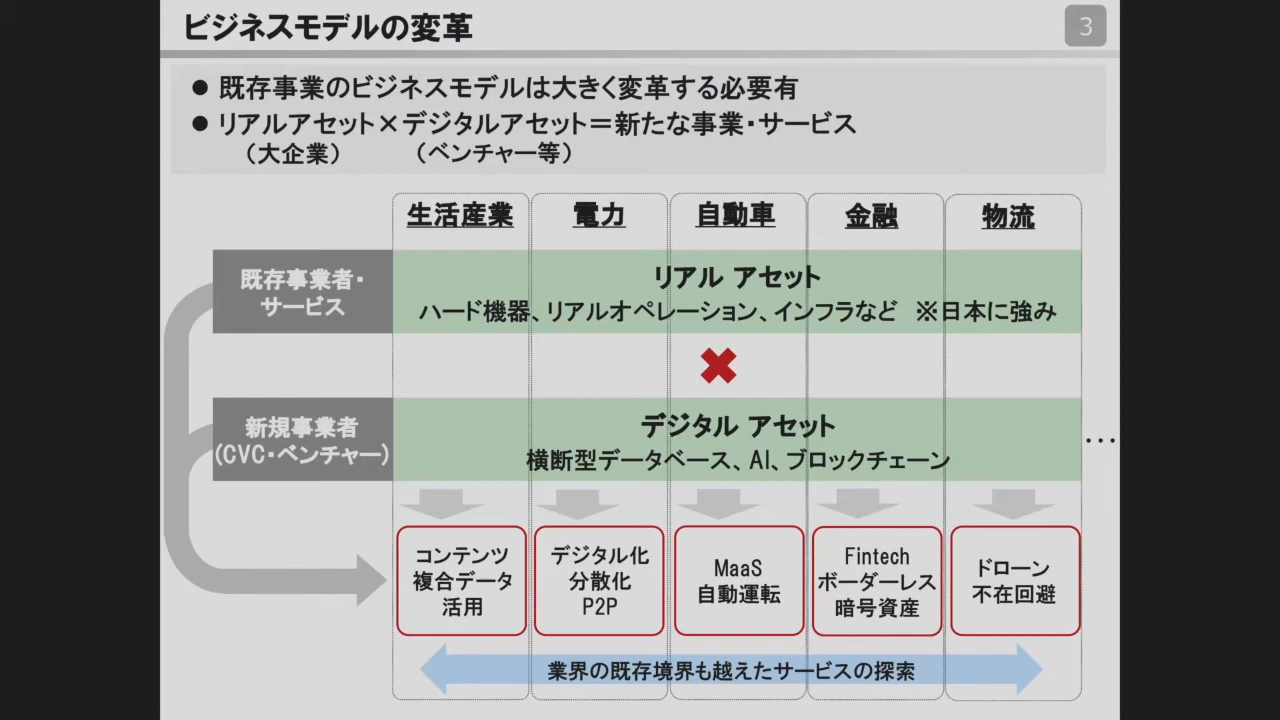 ビジネスモデルの変革
3
● 既存事業のビジネスモデルは大きく変革する必要有
● リアルアセット×デジタルアセット＝新たな事業・サービス
（大企業）　（ベンチャー等）
生活産業　電力　自動車　金融　物流
既存事業者・
サービス
リアル アセット
ハード機器、リアルオペレーション、インフラなど　※日本に強み
新規事業者
(CVC・ベンチャー)
デジタル アセット
横断型データベース、AI、ブロックチェーン
…
コンテンツ
複合データ
活用
デジタル化
分散化
P2P
MaaS
自動運転
Fintech
ボーダーレス
暗号資産
ドローン
不在回避
業界の既存境界も越えたサービスの探索